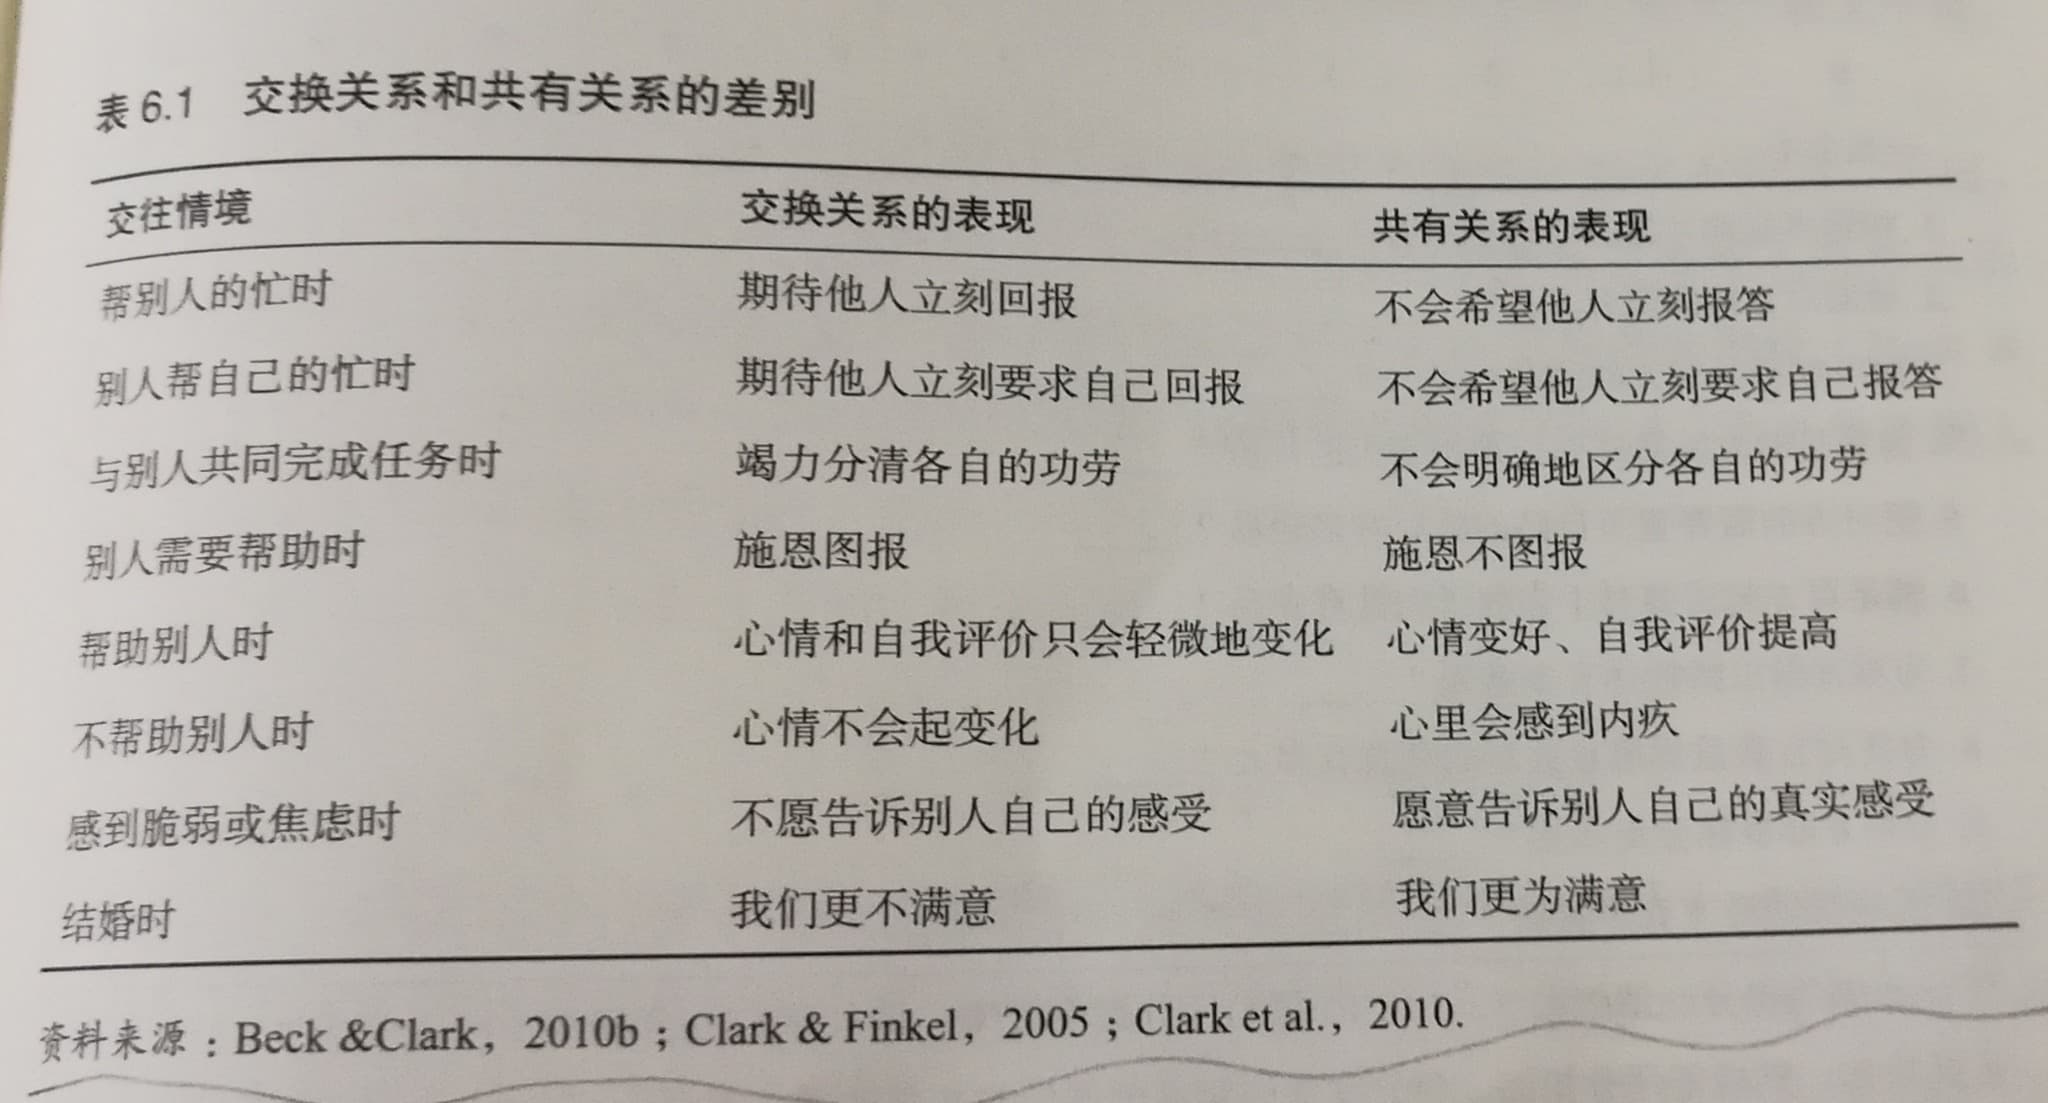 表 6.1 交换关系和共有关系的差别
交往情境 交换关系的表现 共有关系的表现
帮别人的忙时 期待他人立刻回报 不会希望他人立刻报答
别人帮自己的忙时 期待他人立刻要求自己回报 不会希望他人立刻要求自己报答
与别人共同完成任务时 竭力分清各自的功劳 不会明确地区分各自的功劳
别人需要帮助时 施恩图报 施恩不图报
帮助别人时 心情和自我评价只会轻微地变化 心情变好、自我评价提高
不帮助别人时 心情不会起变化 心里会感到内疚
感到脆弱或焦虑时 不愿告诉别人自己的感受 愿意告诉别人自己的真实感受
结婚时 我们更不满意 我们更为满意
资料来源：Beck &Clark，2010b；Clark & Finkel，2005；Clark et al.，2010.